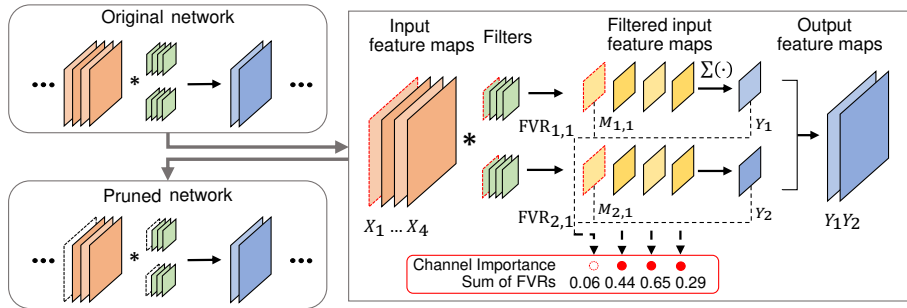 Original network
... * ...
Pruned network
... * ...
Input
feature maps
Filters
Filtered input
feature maps
Output
feature maps
∑(·)
*
FVR₁,₁
M₁,₁
Y₁
FVR₂,₁
M₂,₁
Y₂
X₁ ... X₄
Y₁Y₂
Channel Importance
Sum of FVRs 0.06 0.44 0.65 0.29